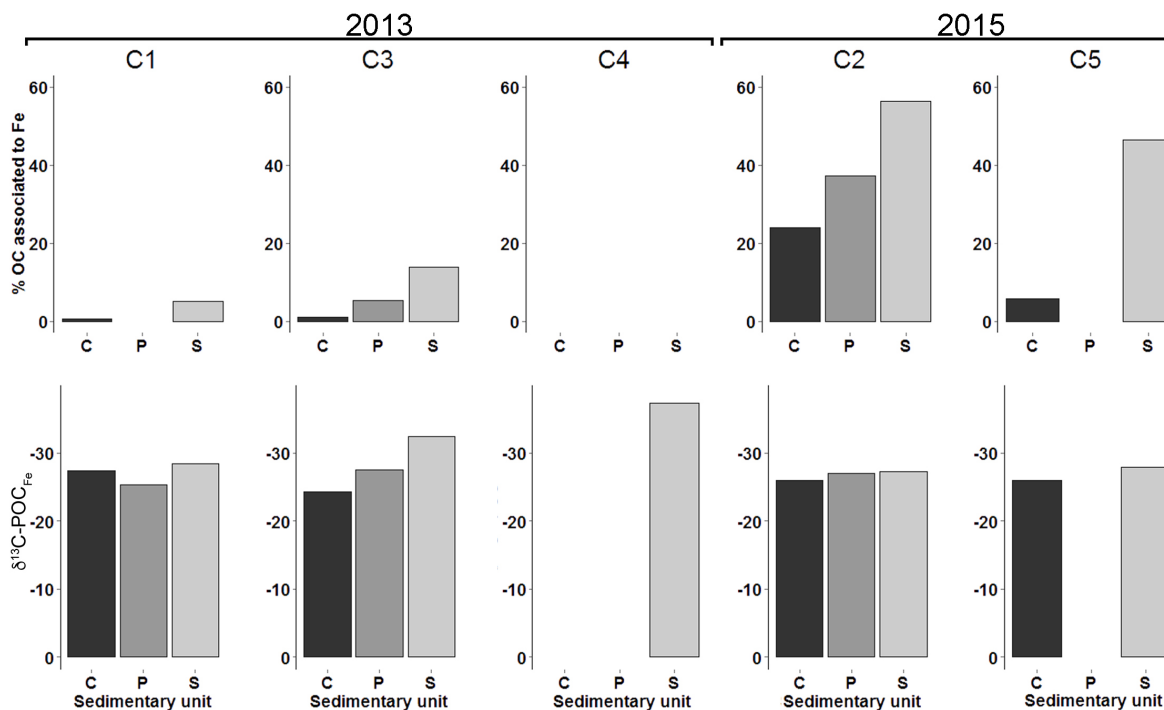 2013 2015
C1 C3 C4 C2 C5
% OC associated to Fe
60 60 60 60 60
40 40 40 40 40
20 20 20 20 20
0 0 0 0 0
C P S C P S C P S C P S C P S
δ¹³C-POC_Fe
-30 -30 -30 -30 -30
-20 -20 -20 -20 -20
-10 -10 -10 -10 -10
0 0 0 0 0
C P S C P S C P S C P S C P S
Sedimentary unit Sedimentary unit Sedimentary unit Sedimentary unit Sedimentary unit